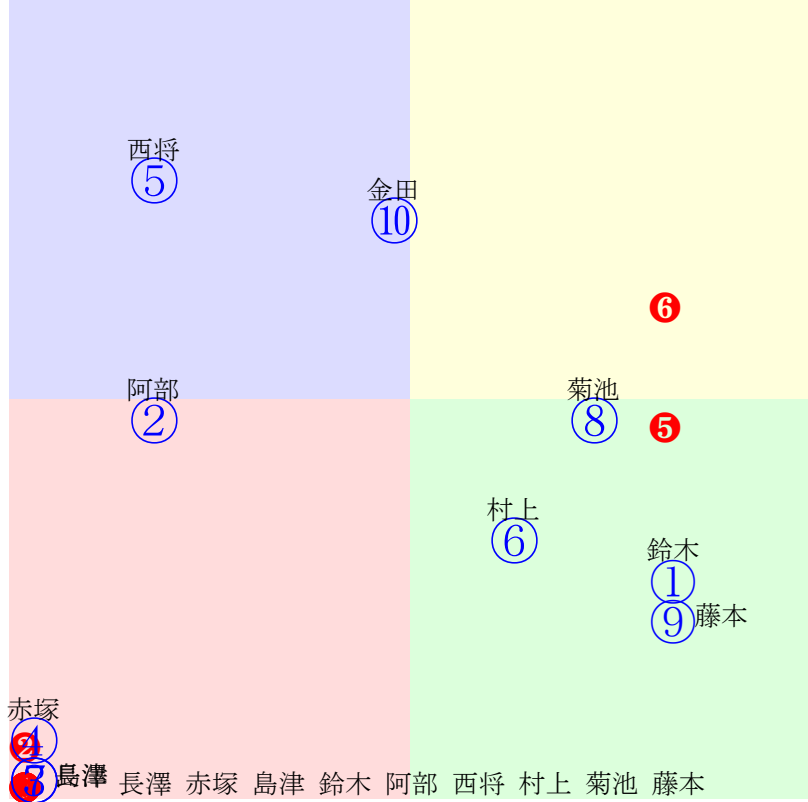 西将
⑤
金田
⑩
❻
阿部
②
菊池
⑧
❺
村上
⑥
鈴木
①
⑨ 藤本
赤塚
④
長澤 赤塚 島津 鈴木 阿部 西将 村上 菊池 藤本